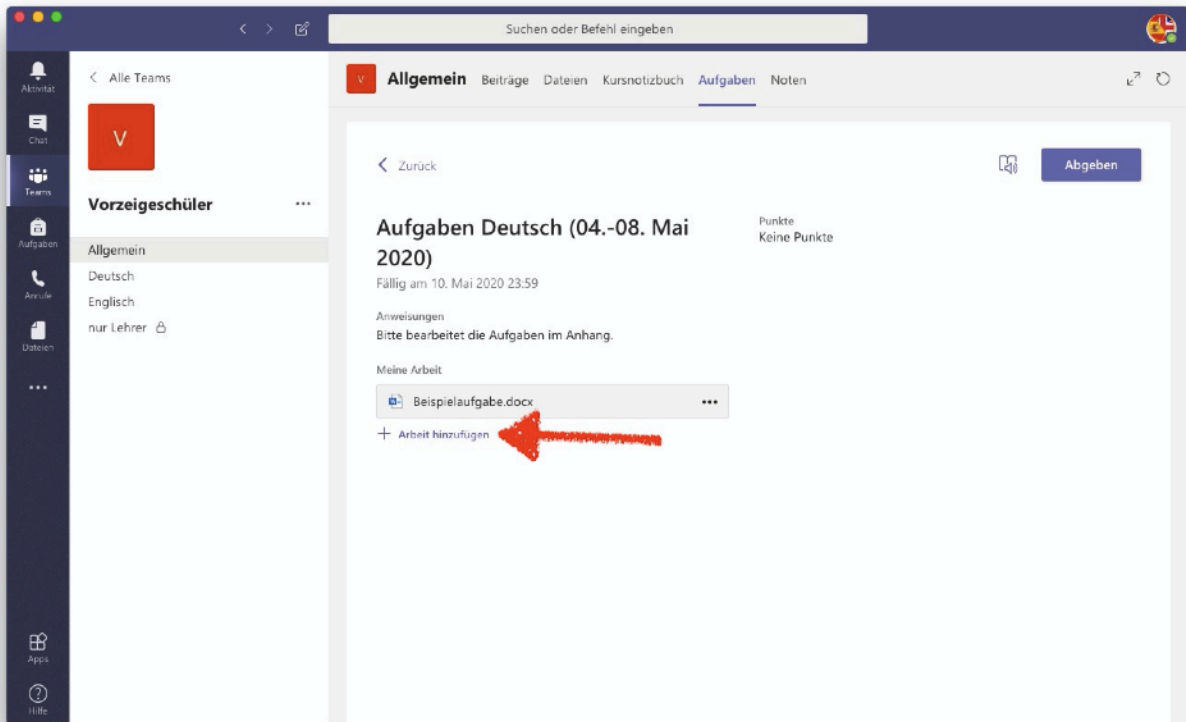 Suchen oder Befehl eingeben
Aktivität
Chat
Teams
Aufgaben
Anrufe
Dateien
Apps
Hilfe
Alle Teams
V
Vorzeigeschüler
Allgemein
Deutsch
Englisch
nur Lehrer
V Allgemein Beiträge Dateien Kursnotizbuch Aufgaben Noten
Zurück
Abgeben
Aufgaben Deutsch (04.-08. Mai
2020)
Fällig am 10. Mai 2020 23:59
Punkte
Keine Punkte
Anweisungen
Bitte bearbeitet die Aufgaben im Anhang.
Meine Arbeit
Beispielaufgabe.docx
+ Arbeit hinzufügen